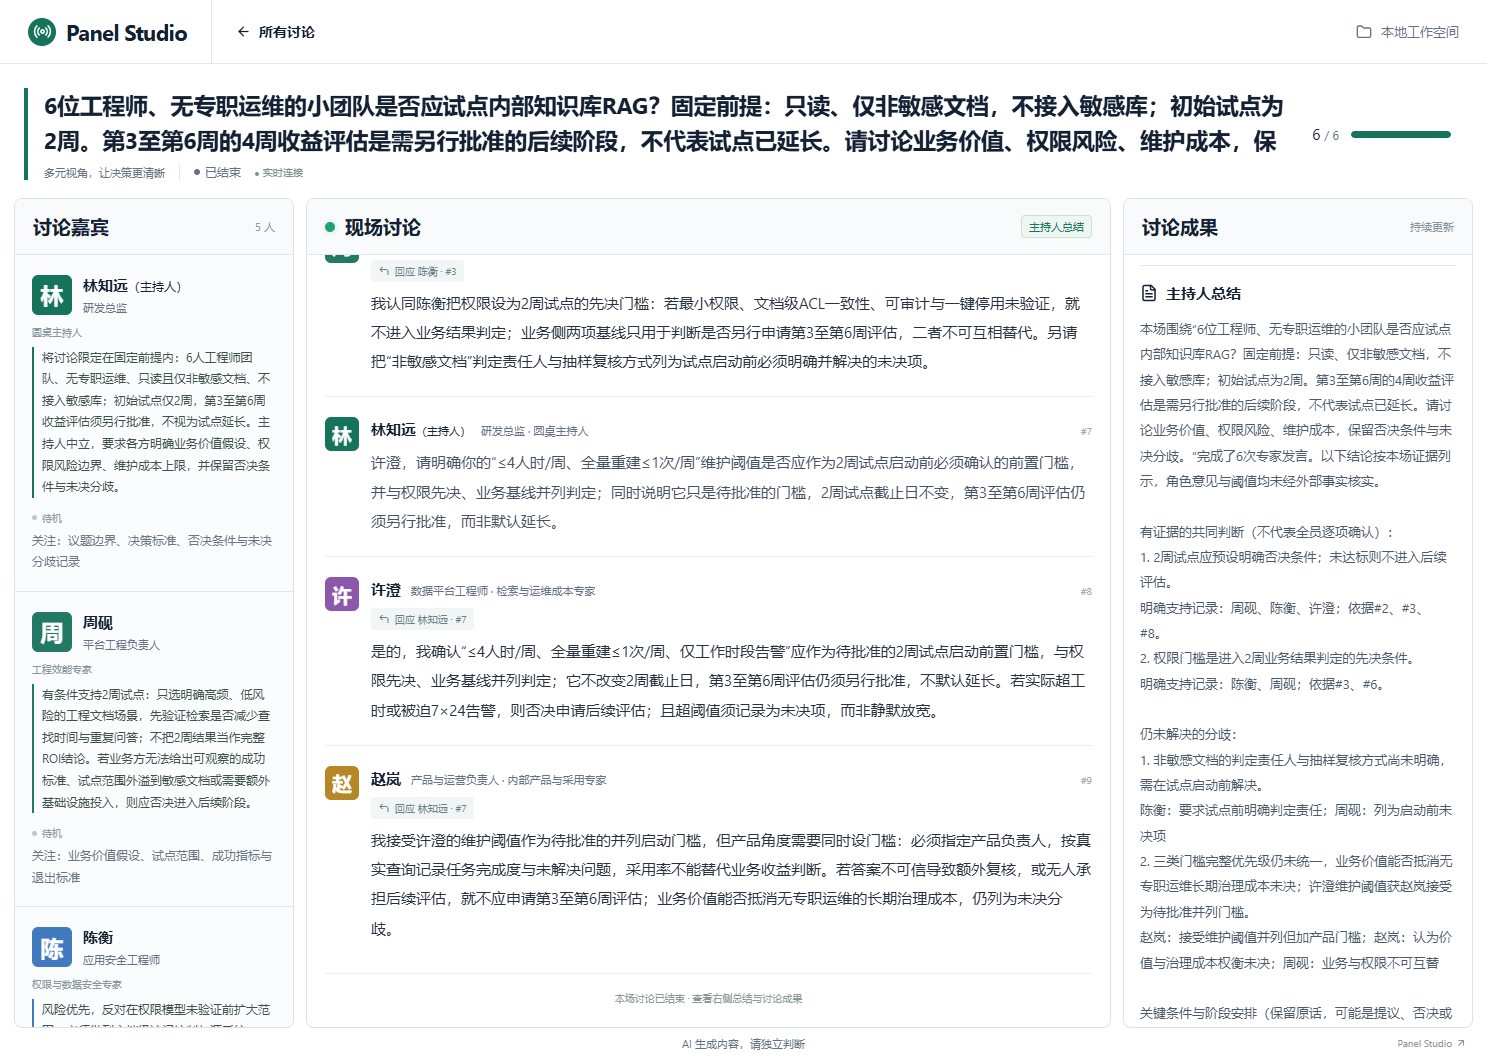 Panel Studio
← 所有讨论
本地工作空间
6位工程师、无专职运维的小团队是否应试点内部知识库RAG？固定前提：只读、仅非敏感文档，不接入敏感库；初始试点为
2周。第3至第6周的4周收益评估是需另行批准的后续阶段，不代表试点已延长。请讨论业务价值、权限风险、维护成本，保
6 / 6
多元视角，让决策更清晰
已结束
实时连接
讨论嘉宾
5 人
林
林知远（主持人）
研发总监
圆桌主持人
将讨论限定在固定前提内：6人工程师团
队、无专职运维、只读且仅非敏感文档、不
接入敏感库；初始试点仅2周，第3至第6周
收益评估须另行批准，不视为试点延长。主
持人中立，要求各方明确业务价值假设、权
限风险边界、维护成本上限，并保留否决条
件与未决分歧。
待机
关注：议题边界、决策标准、否决条件与未决
分歧记录
周
周砚
平台工程负责人
工程效能专家
有条件支持2周试点：只选明确高频、低风
险的工程文档场景，先验证检索是否减少查
找时间与重复问答；不把2周结果当作完整
ROI结论。若业务方无法给出可观察的成功
标准、试点范围外溢到敏感文档或需要额外
基础设施投入，则应否决进入后续阶段。
待机
关注：业务价值假设、试点范围、成功指标与
退出标准
陈
陈衡
应用安全工程师
权限与数据安全专家
风险优先，反对在权限模型未验证前扩大范
现场讨论
主持人总结
回应 陈衡 · #3
我认同陈衡把权限设为2周试点的先决门槛：若最小权限、文档级ACL一致性、可审计与一键停用未验证，就
不进入业务结果判定；业务侧两项基线只用于判断是否另行申请第3至第6周评估，二者不可互相替代。另请
把“非敏感文档”判定责任人与抽样复核方式列为试点启动前必须明确并解决的未决项。
林
林知远（主持人） 研发总监 · 圆桌主持人
#7
许澄，请明确你的“≤4人时/周、全量重建≤1次/周”维护阈值是否应作为2周试点启动前必须确认的前置门槛，
并与权限先决、业务基线并列判定；同时说明它只是待批准的门槛，2周试点截止日不变，第3至第6周评估仍
须另行批准，而非默认延长。
许
许澄 数据平台工程师 · 检索与运维成本专家
#8
回应 林知远 · #7
是的，我确认“≤4人时/周、全量重建≤1次/周、仅工作时段告警”应作为待批准的2周试点启动前置门槛，与权
限先决、业务基线并列判定；它不改变2周截止日，第3至第6周评估仍须另行批准，不默认延长。若实际超工
时或被迫7×24告警，则否决申请后续评估；且超阈值须记录为未决项，而非静默放宽。
赵
赵岚 产品与运营负责人 · 内部产品与采用专家
#9
回应 林知远 · #7
我接受许澄的维护阈值作为待批准的并列启动门槛，但产品角度需要同时设门槛：必须指定产品负责人，按真
实查询记录任务完成度与未解决问题，采用率不能替代业务收益判断。若答案不可信导致额外复核，或无人承
担后续评估，就不应申请第3至第6周评估；业务价值能否抵消无专职运维的长期治理成本，仍列为未决分
歧。
本场讨论已结束 · 查看右侧总结与讨论成果
讨论成果
持续更新
主持人总结
本场围绕“6位工程师、无专职运维的小团队是否应试点
内部知识库RAG？固定前提：只读、仅非敏感文档，不
接入敏感库；初始试点为2周。第3至第6周的4周收益评
估是需另行批准的后续阶段，不代表试点已延长。请讨
论业务价值、权限风险、维护成本，保留否决条件与未
决分歧。”完成了6次专家发言。以下结论按本场证据列
示，角色意见与阈值均未经外部事实核实。
有证据的共同判断（不代表全员逐项确认）：
1. 2周试点应预设明确否决条件；未达标则不进入后续
评估。
明确支持记录：周砚、陈衡、许澄；依据#2、#3、
#8。
2. 权限门槛是进入2周业务结果判定的先决条件。
明确支持记录：陈衡、周砚；依据#3、#6。
仍未解决的分歧：
1. 非敏感文档的判定责任人与抽样复核方式尚未明确，
需在试点启动前解决。
陈衡：要求试点前明确判定责任；周砚：列为启动前未
决项
2. 三类门槛完整优先级仍未统一，业务价值能否抵消无
专职运维长期治理成本未决；许澄维护阈值获赵岚接受
为待批准并列门槛。
赵岚：接受维护阈值并列但加产品门槛；赵岚：认为价
值与治理成本权衡未决；周砚：业务与权限不可互替
关键条件与阶段安排（保留原话，可能是提议、否决或
AI 生成内容，请独立判断
Panel Studio ↗